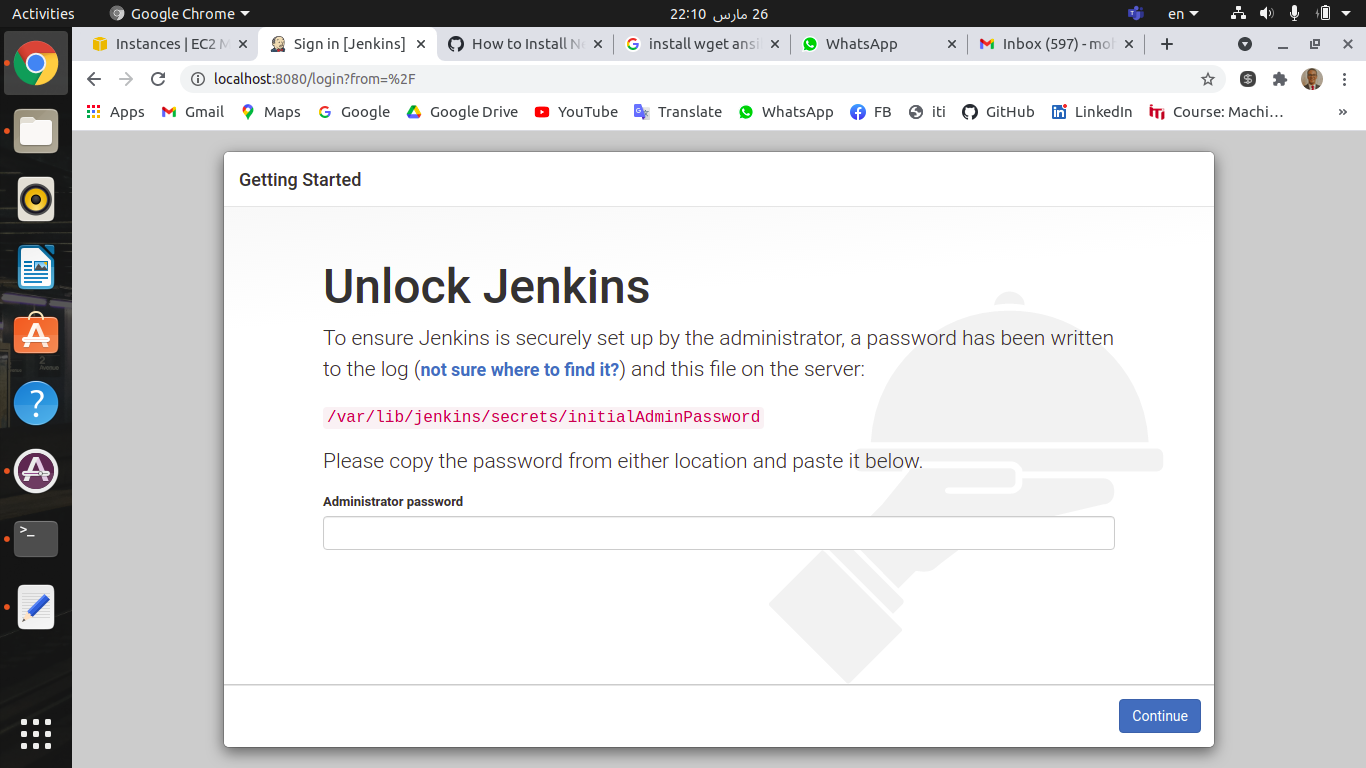 Activities Google Chrome 22:10 مارس 26 en
Instances | EC2 M Sign in [Jenkins] How to Install Ne install wget ansi WhatsApp Inbox (597) - moh
localhost:8080/login?from=%2F
Apps Gmail Maps Google Google Drive YouTube Translate WhatsApp FB iti GitHub LinkedIn Course: Machi… »
Getting Started
Unlock Jenkins
To ensure Jenkins is securely set up by the administrator, a password has been written
to the log (not sure where to find it?) and this file on the server:
/var/lib/jenkins/secrets/initialAdminPassword
Please copy the password from either location and paste it below.
Administrator password
Continue